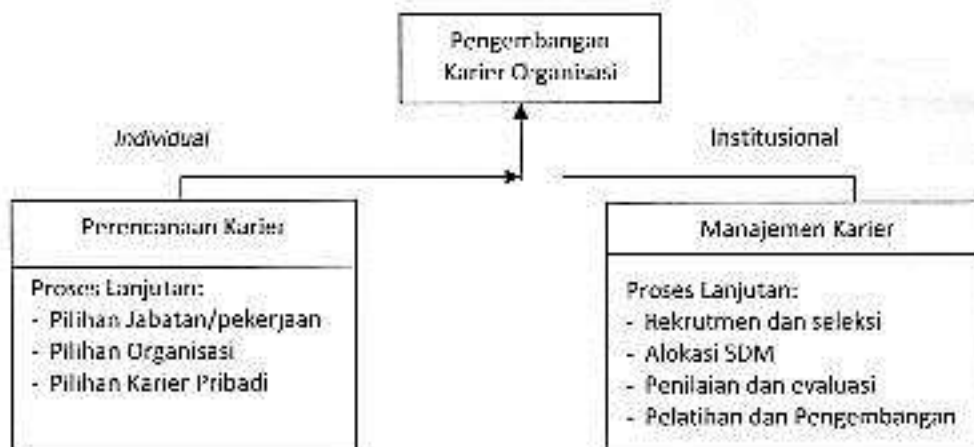 Pengembangan
Karier Organisasi
Individual
Institusional
Perencanaan Karier
Proses Lanjutan:
- Pilihan Jabatan/pekerjaan
- Pilihan Organisasi
- Pilihan Karier Pribadi
Manajemen Karier
Proses Lanjutan:
- Rekrutmen dan seleksi
- Alokasi SDM
- Penilaian dan evaluasi
- Pelatihan dan Pengembangan